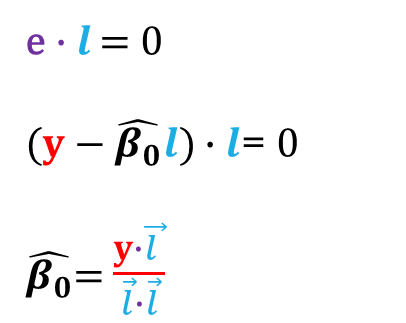 e · l = 0
(y − β̂₀l) · l = 0
β̂₀ = (y · l⃗) / (l⃗ · l⃗)